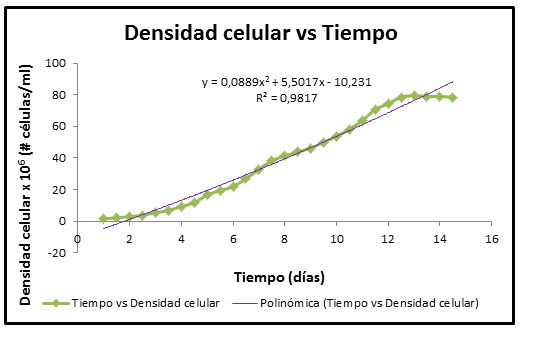 Densidad celular vs Tiempo
y = 0,0889x² + 5,5017x - 10,231
R² = 0,9817
Densidad celular x 10⁶ (# células/ml)
100
80
60
40
20
0
-20
0 2 4 6 8 10 12 14 16
Tiempo (días)
Tiempo vs Densidad celular
Polinómica (Tiempo vs Densidad celular)